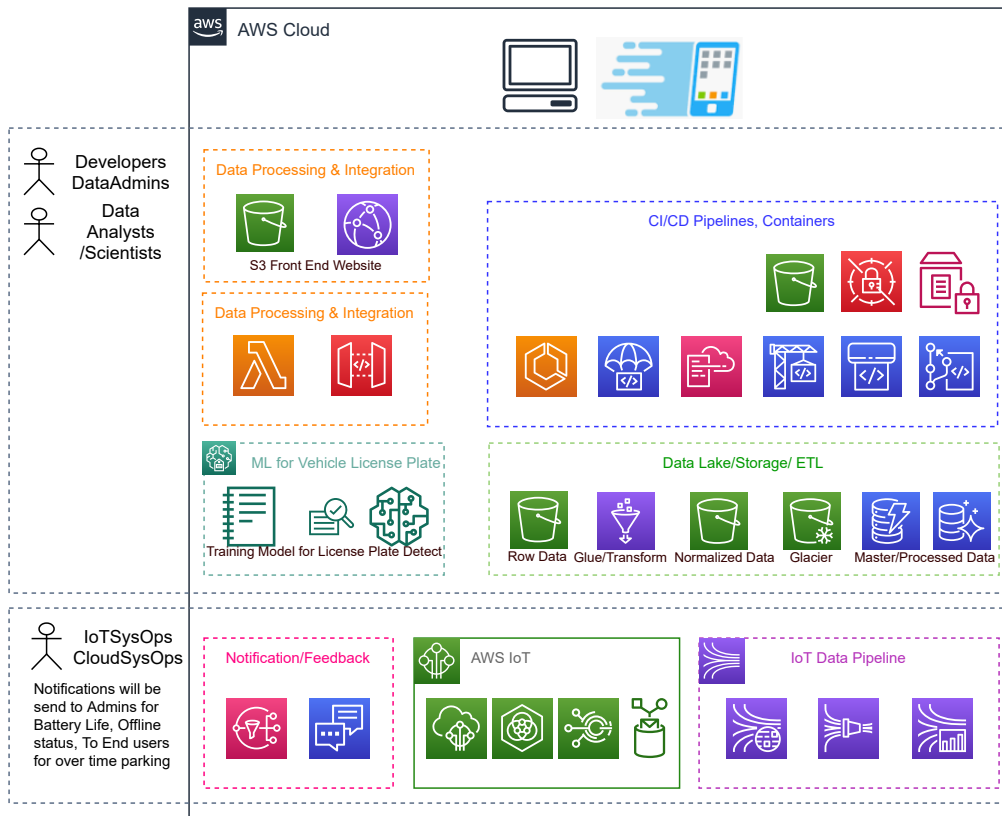 aws
AWS Cloud
Developers
DataAdmins
Data
Analysts
/Scientists
Data Processing & Integration
S3 Front End Website
CI/CD Pipelines, Containers
Data Processing & Integration
ML for Vehicle License Plate
Training Model for License Plate Detect
Data Lake/Storage/ ETL
Row Data
Glue/Transform
Normalized Data
Glacier
Master/Processed Data
IoTSysOps
CloudSysOps
Notifications will be
send to Admins for
Battery Life, Offline
status, To End users
for over time parking
Notification/Feedback
AWS IoT
IoT Data Pipeline